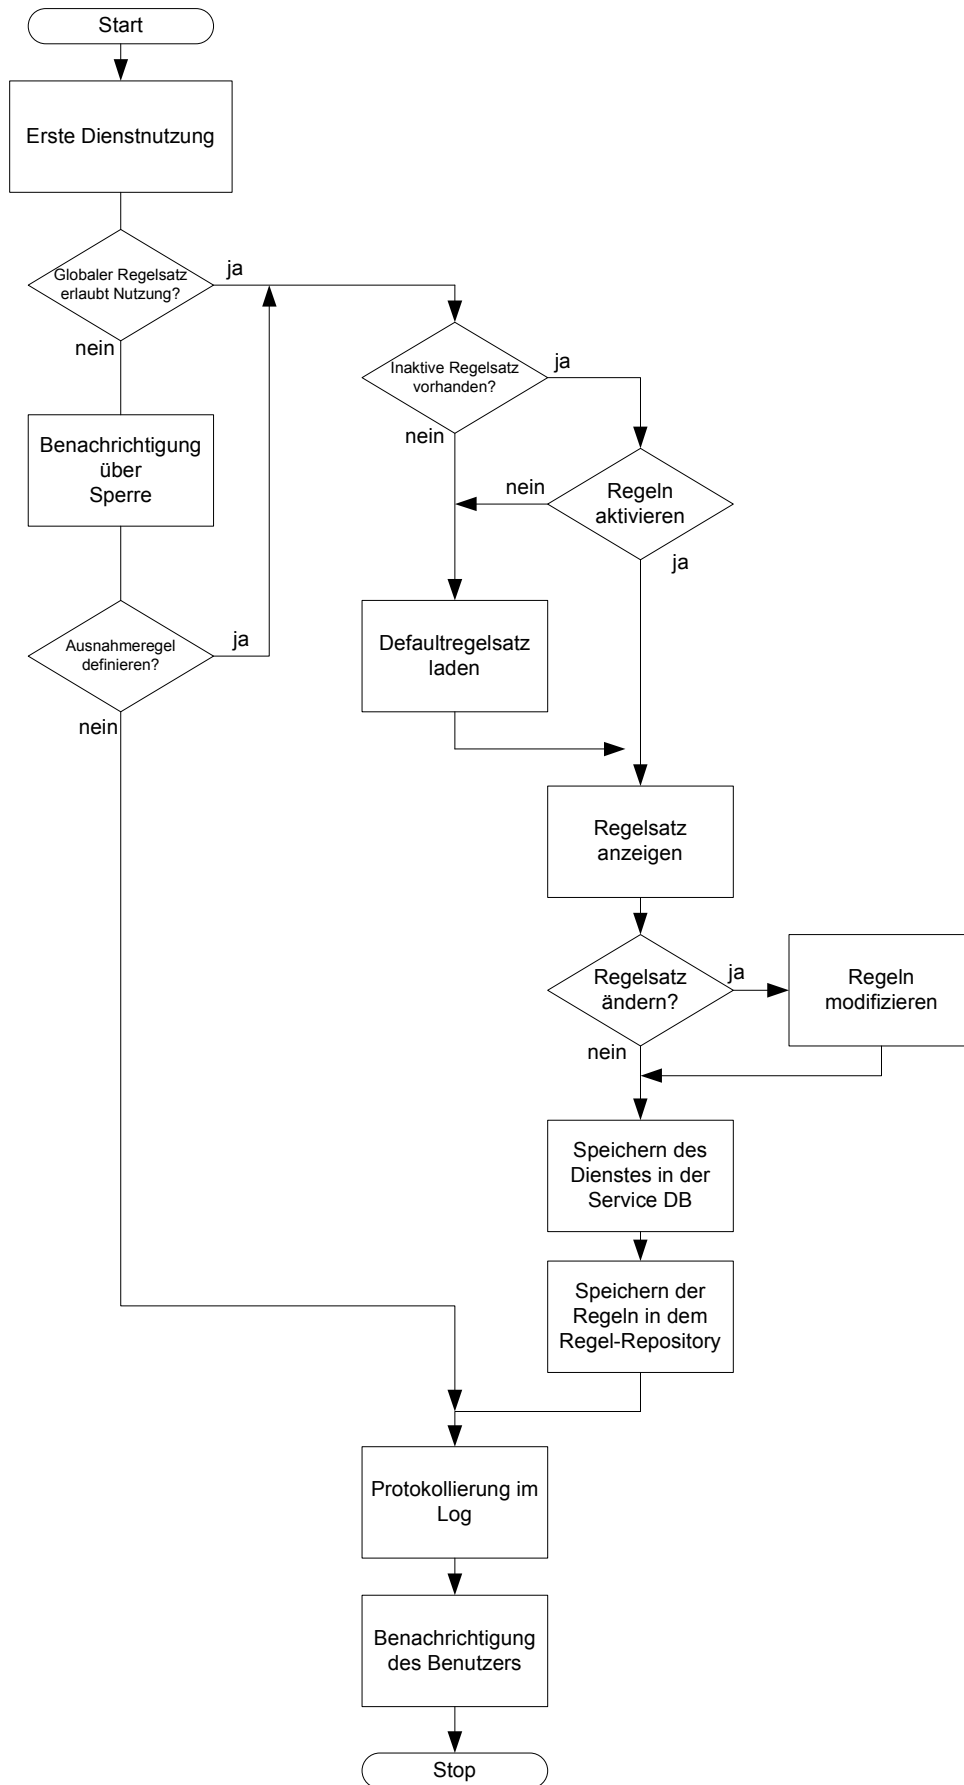 Start
Erste Dienstnutzung
Globaler Regelsatz
erlaubt Nutzung?
ja
nein
Inaktive Regelsatz
vorhanden?
ja
nein
Benachrichtigung
über
Sperre
Regeln
aktivieren
nein
ja
Ausnahmeregel
definieren?
ja
nein
Defaultregelsatz
laden
Regelsatz
anzeigen
Regelsatz
ändern?
ja
nein
Regeln
modifizieren
Speichern des
Dienstes in der
Service DB
Speichern der
Regeln in dem
Regel-Repository
Protokollierung im
Log
Benachrichtigung
des Benutzers
Stop